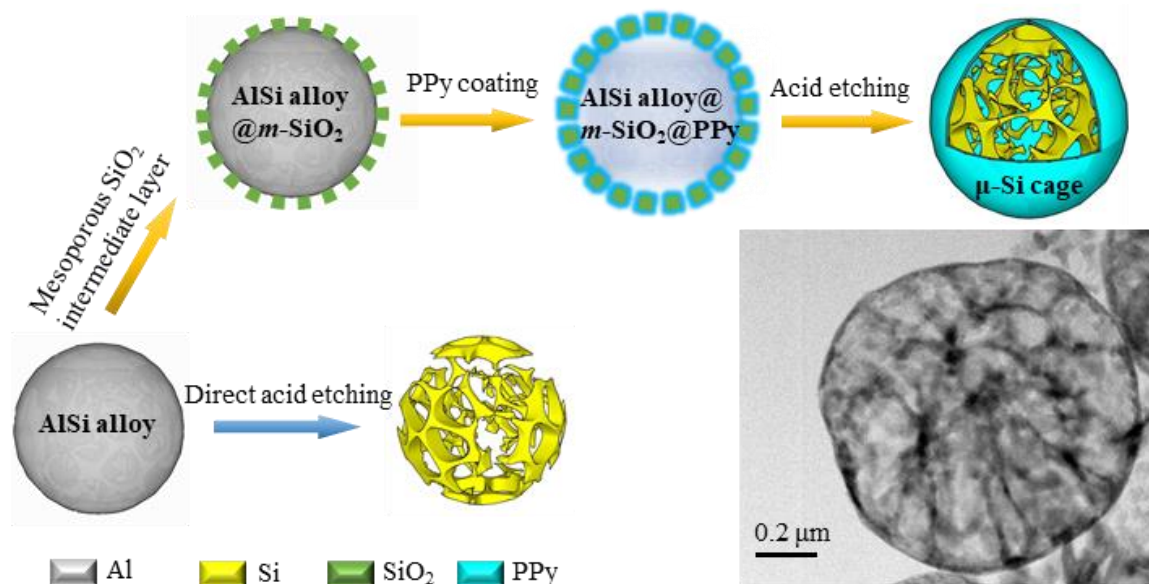 AlSi alloy
@m-SiO₂
PPy coating
AlSi alloy@
m-SiO₂@PPy
Acid etching
μ-Si cage
Mesoporous SiO₂
intermediate layer
AlSi alloy
Direct acid etching
0.2 μm
Al
Si
SiO₂
PPy